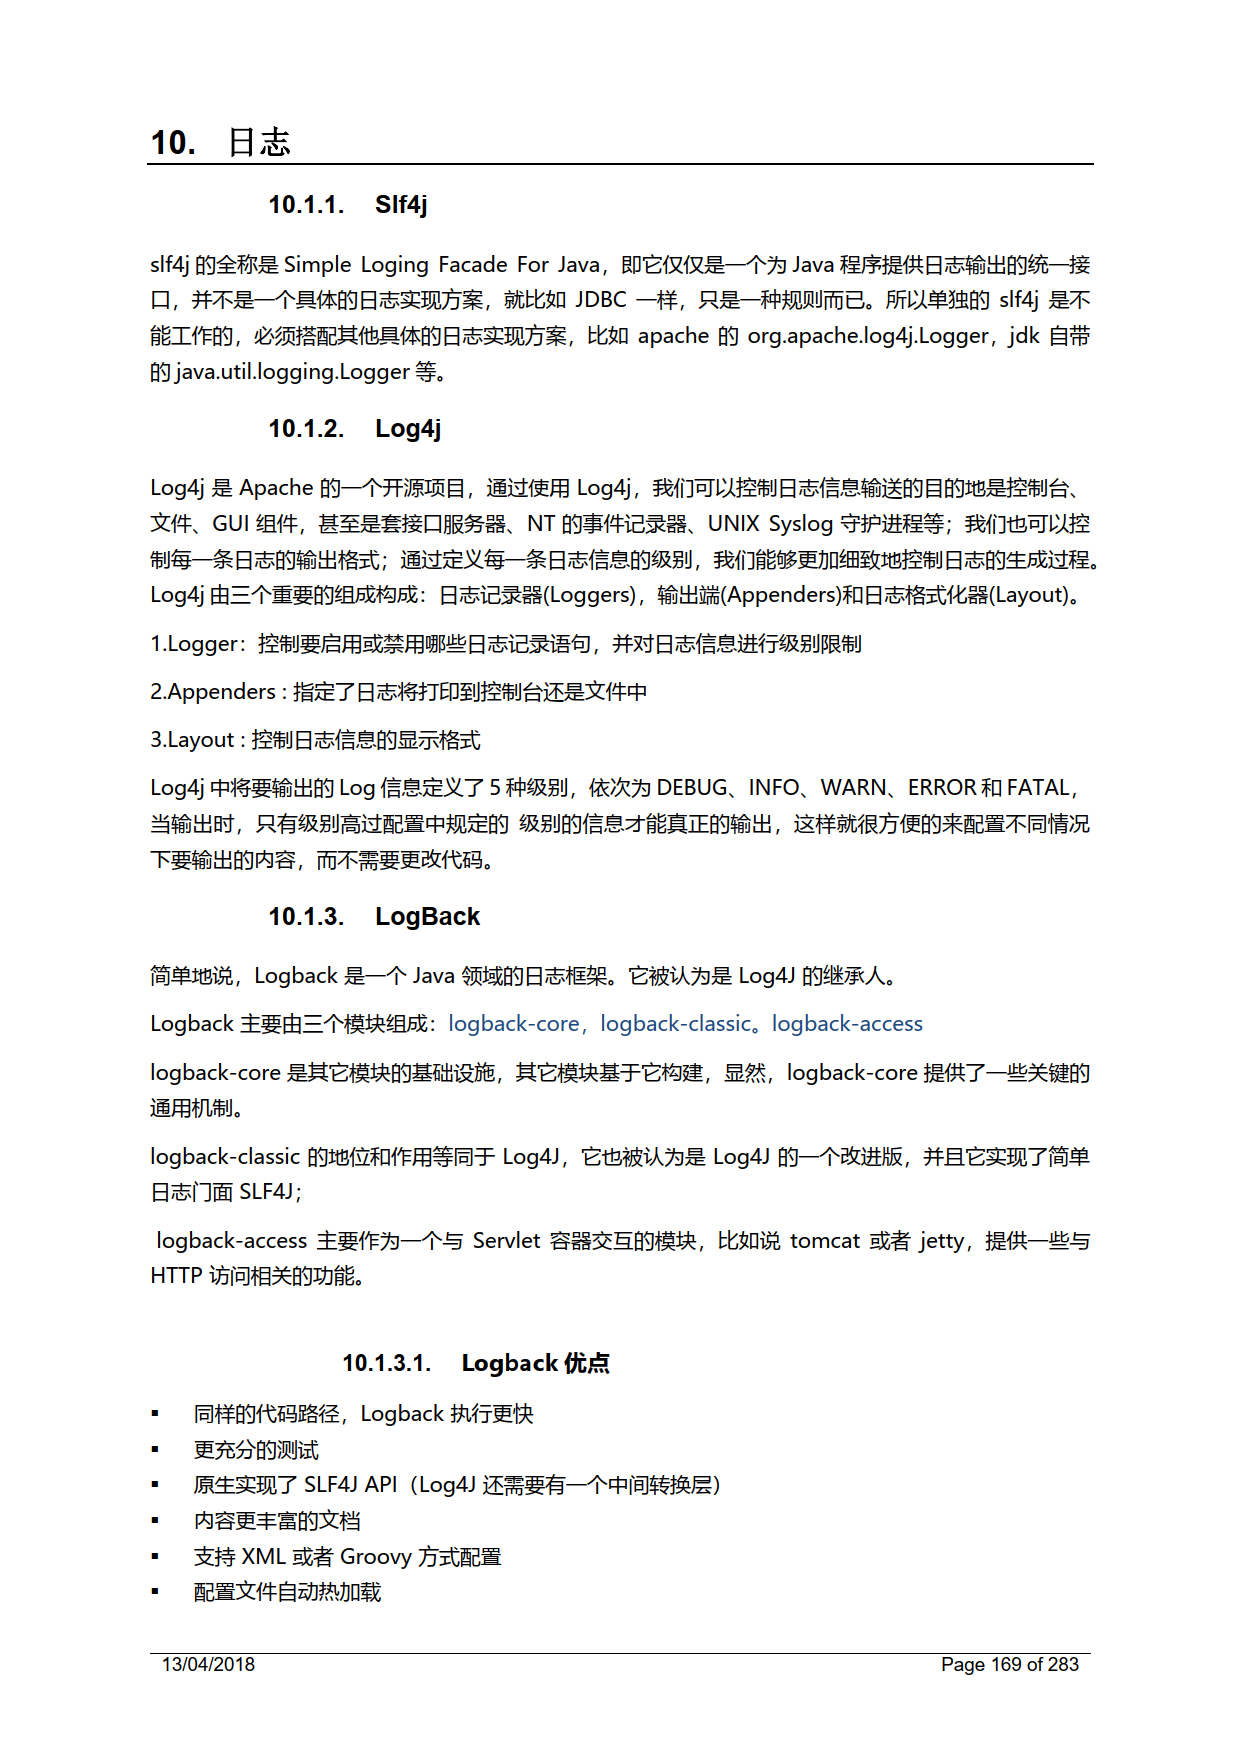 10. 日志
10.1.1. Slf4j
slf4j 的全称是 Simple Loging Facade For Java，即它仅仅是一个为 Java 程序提供日志输出的统一接
口，并不是一个具体的日志实现方案，就比如 JDBC 一样，只是一种规则而已。所以单独的 slf4j 是不
能工作的，必须搭配其他具体的日志实现方案，比如 apache 的 org.apache.log4j.Logger，jdk 自带
的 java.util.logging.Logger 等。
10.1.2. Log4j
Log4j 是 Apache 的一个开源项目，通过使用 Log4j，我们可以控制日志信息输送的目的地是控制台、
文件、GUI 组件，甚至是套接口服务器、NT 的事件记录器、UNIX Syslog 守护进程等；我们也可以控
制每一条日志的输出格式；通过定义每一条日志信息的级别，我们能够更加细致地控制日志的生成过程。
Log4j 由三个重要的组成构成：日志记录器(Loggers)，输出端(Appenders)和日志格式化器(Layout)。
1.Logger：控制要启用或禁用哪些日志记录语句，并对日志信息进行级别限制
2.Appenders : 指定了日志将打印到控制台还是文件中
3.Layout : 控制日志信息的显示格式
Log4j 中将要输出的 Log 信息定义了 5 种级别，依次为 DEBUG、INFO、WARN、ERROR 和 FATAL，
当输出时，只有级别高过配置中规定的 级别的信息才能真正的输出，这样就很方便的来配置不同情况
下要输出的内容，而不需要更改代码。
10.1.3. LogBack
简单地说，Logback 是一个 Java 领域的日志框架。它被认为是 Log4J 的继承人。
Logback 主要由三个模块组成：logback-core，logback-classic。logback-access
logback-core 是其它模块的基础设施，其它模块基于它构建，显然，logback-core 提供了一些关键的
通用机制。
logback-classic 的地位和作用等同于 Log4J，它也被认为是 Log4J 的一个改进版，并且它实现了简单
日志门面 SLF4J；
logback-access 主要作为一个与 Servlet 容器交互的模块，比如说 tomcat 或者 jetty，提供一些与
HTTP 访问相关的功能。
10.1.3.1. Logback 优点
▪ 同样的代码路径，Logback 执行更快
▪ 更充分的测试
▪ 原生实现了 SLF4J API（Log4J 还需要有一个中间转换层）
▪ 内容更丰富的文档
▪ 支持 XML 或者 Groovy 方式配置
▪ 配置文件自动热加载
13/04/2018 Page 169 of 283